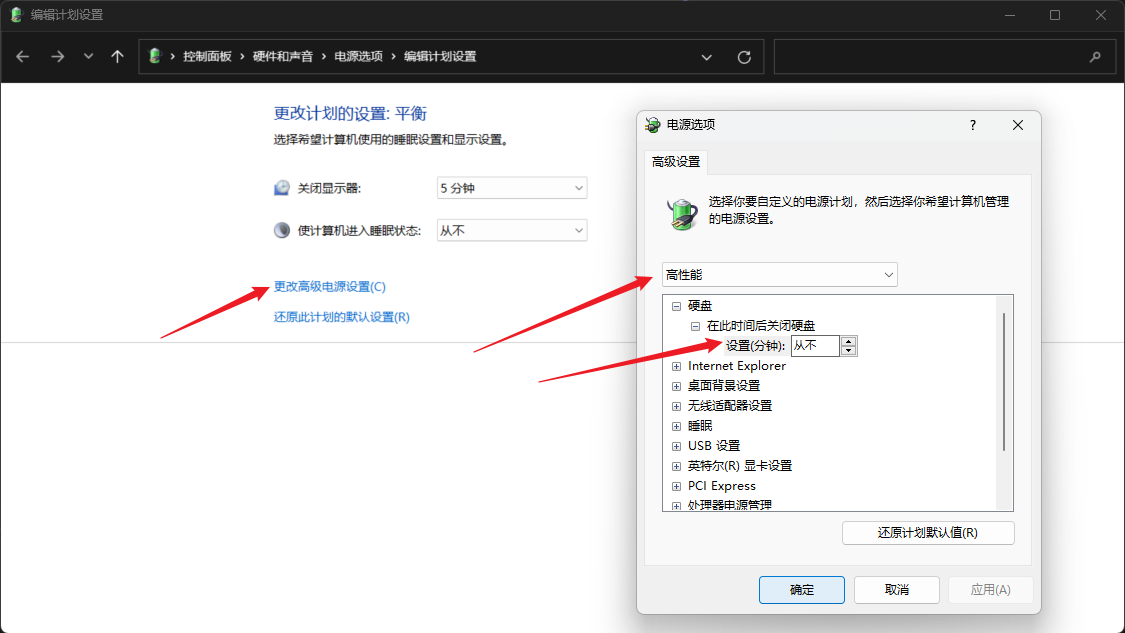 编辑计划设置
控制面板 › 硬件和声音 › 电源选项 › 编辑计划设置
更改计划的设置: 平衡
选择希望计算机使用的睡眠设置和显示设置。
关闭显示器: 5 分钟
使计算机进入睡眠状态: 从不
更改高级电源设置(C)
还原此计划的默认设置(R)
电源选项 ?
高级设置
选择你要自定义的电源计划，然后选择你希望计算机管理
的电源设置。
高性能
硬盘
在此时间后关闭硬盘
设置(分钟): 从不
Internet Explorer
桌面背景设置
无线适配器设置
睡眠
USB 设置
英特尔(R) 显卡设置
PCI Express
处理器电源管理
还原计划默认值(R)
确定 取消 应用(A)